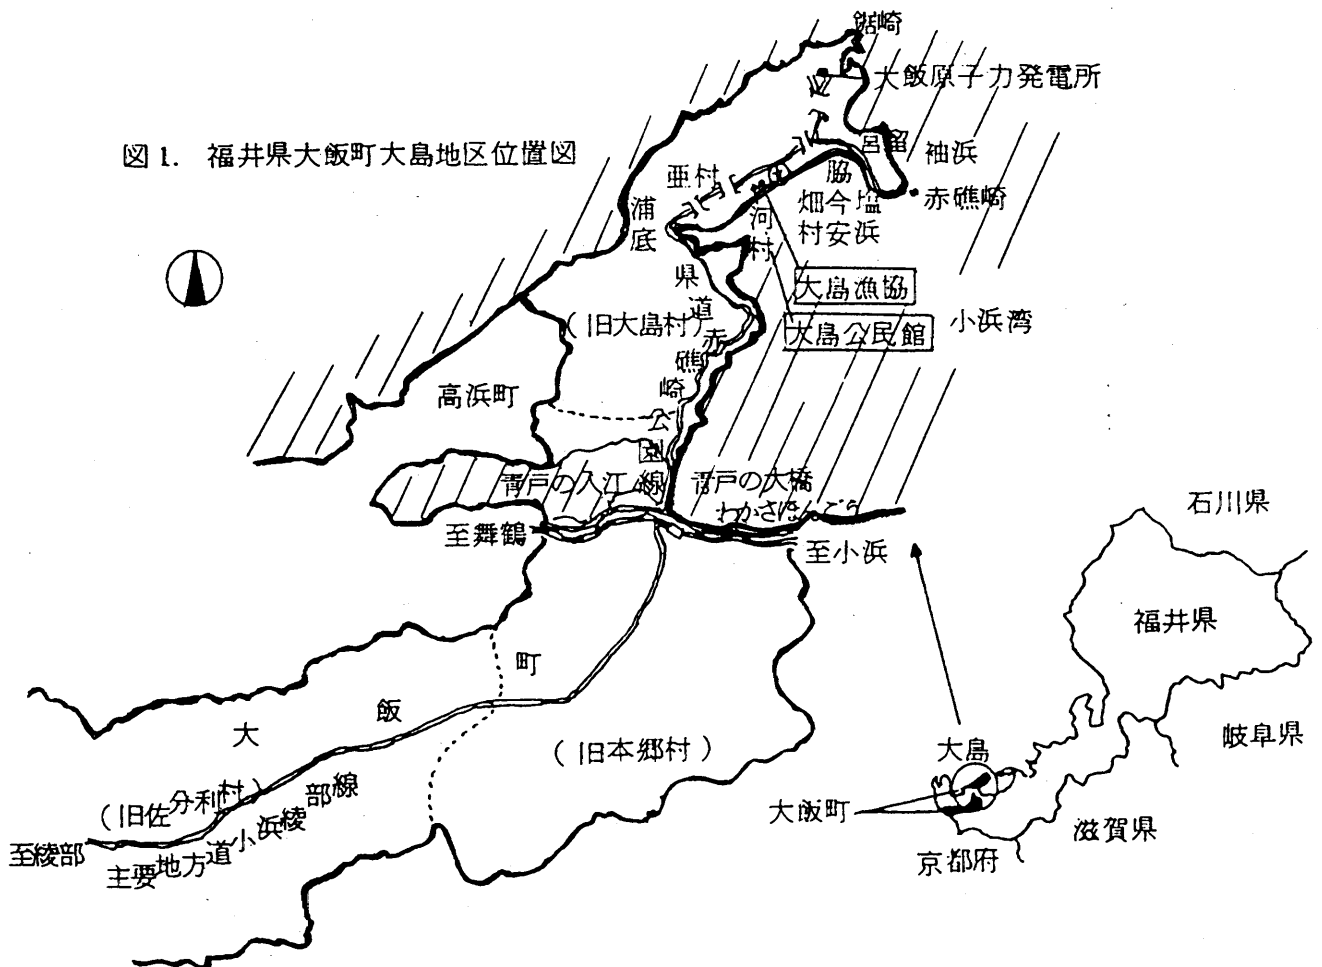 図1. 福井県大飯町大島地区位置図
鋸崎
大飯原子力発電所
宮留
袖浜
赤礁崎
脇
畑今塩
村安浜
亜村
浦底
河村
大島漁協
大島公民館
小浜湾
県道赤礁崎公園線
(旧大島村)
高浜町
青戸の入江
青戸の大橋
わかさほんごう
至舞鶴
至小浜
大飯町
(旧本郷村)
(旧佐分利村)
至綾部
主要地方道小浜綾部線
石川県
福井県
岐阜県
大島
大飯町
滋賀県
京都府